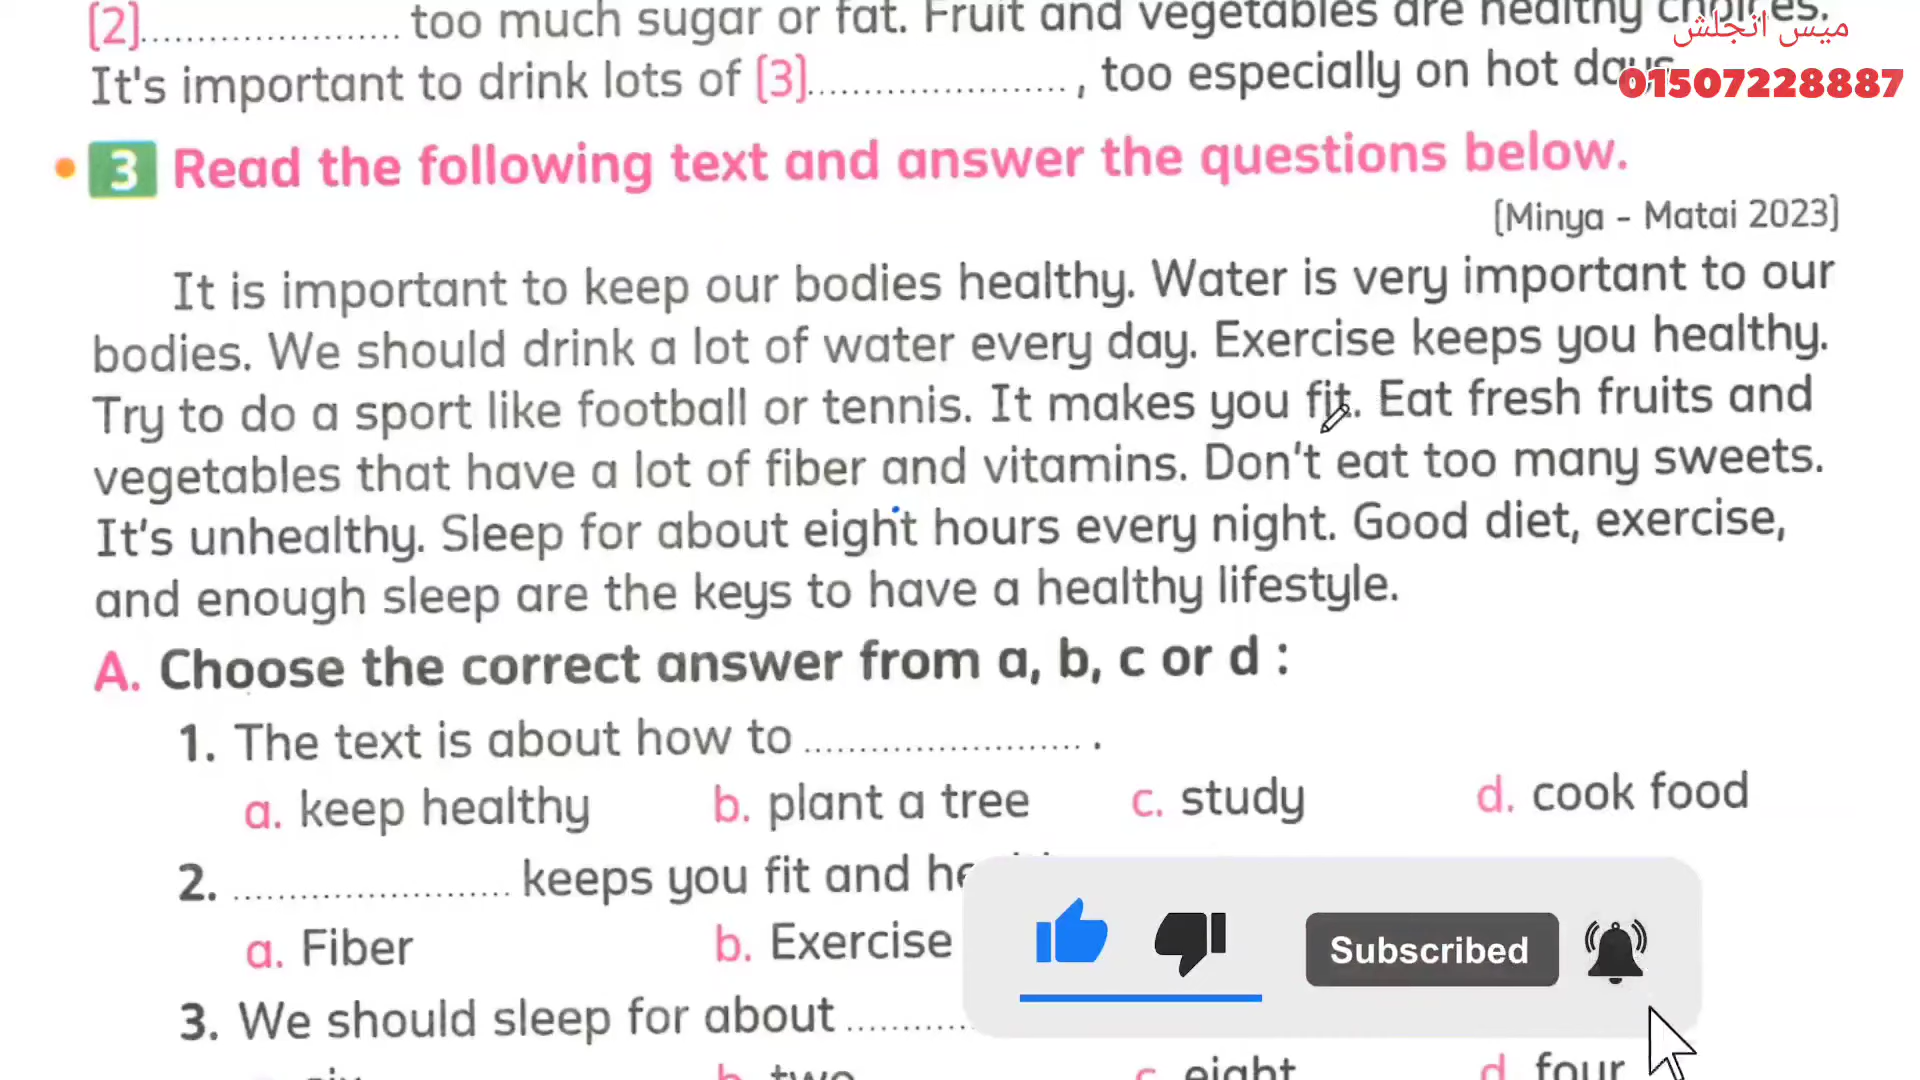 [2]........................ too much sugar or fat. Fruit and vegetables are healthy choices.
ميس انجلش
It's important to drink lots of [3]........................ , too especially on hot days
01507228887
3 Read the following text and answer the questions below.
[Minya - Matai 2023]
It is important to keep our bodies healthy. Water is very important to our
bodies. We should drink a lot of water every day. Exercise keeps you healthy.
Try to do a sport like football or tennis. It makes you fit. Eat fresh fruits and
vegetables that have a lot of fiber and vitamins. Don't eat too many sweets.
It's unhealthy. Sleep for about eight hours every night. Good diet, exercise,
and enough sleep are the keys to have a healthy lifestyle.
A. Choose the correct answer from a, b, c or d :
1. The text is about how to ........................ .
a. keep healthy b. plant a tree c. study d. cook food
2. ........................ keeps you fit and
a. Fiber b. Exercise
Subscribed
3. We should sleep for about ............
six b. two c. eight d. four